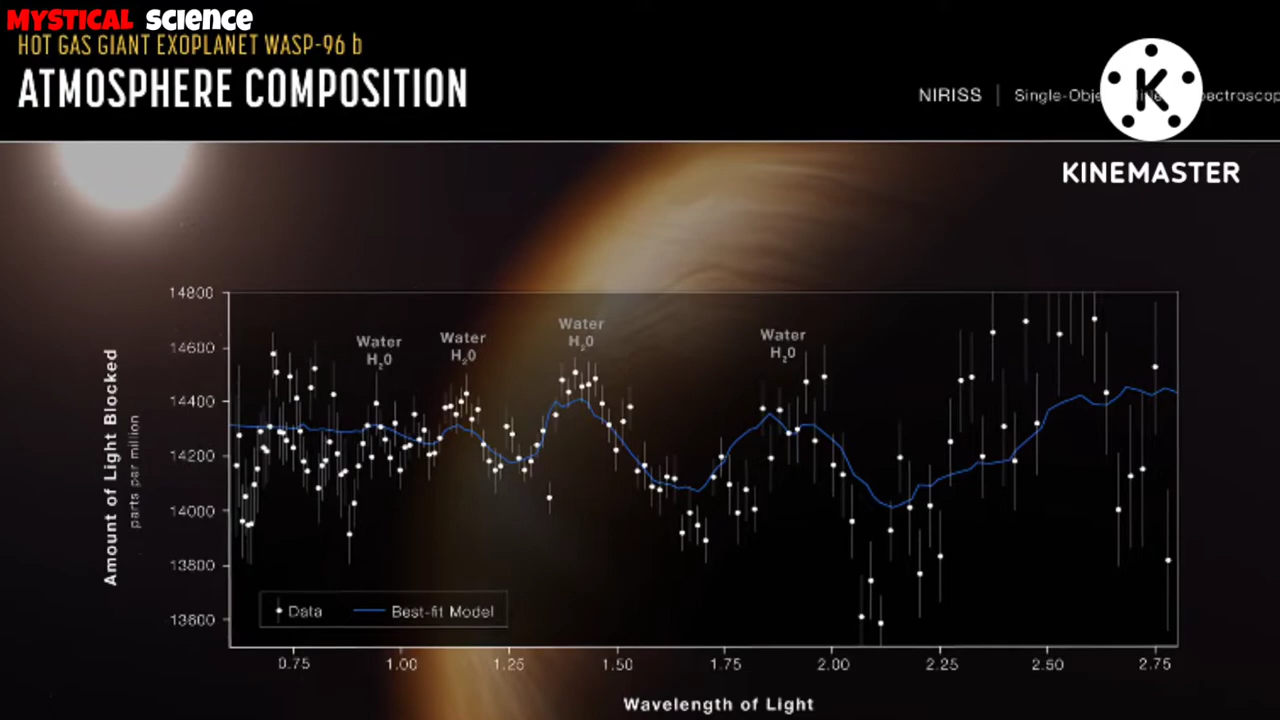 MYSTICAL SCIENCE
HOT GAS GIANT EXOPLANET WASP-96 b
ATMOSPHERE COMPOSITION
NIRISS | Single-Obje
K
KINEMASTER
14800
14600
14400
14200
14000
13800
13600
Amount of Light Blocked
parts per million
Water
H₂O
Water
H₂O
Water
H₂O
Water
H₂O
Data
Best-fit Model
0.75 1.00 1.25 1.50 1.75 2.00 2.25 2.50 2.75
Wavelength of Light